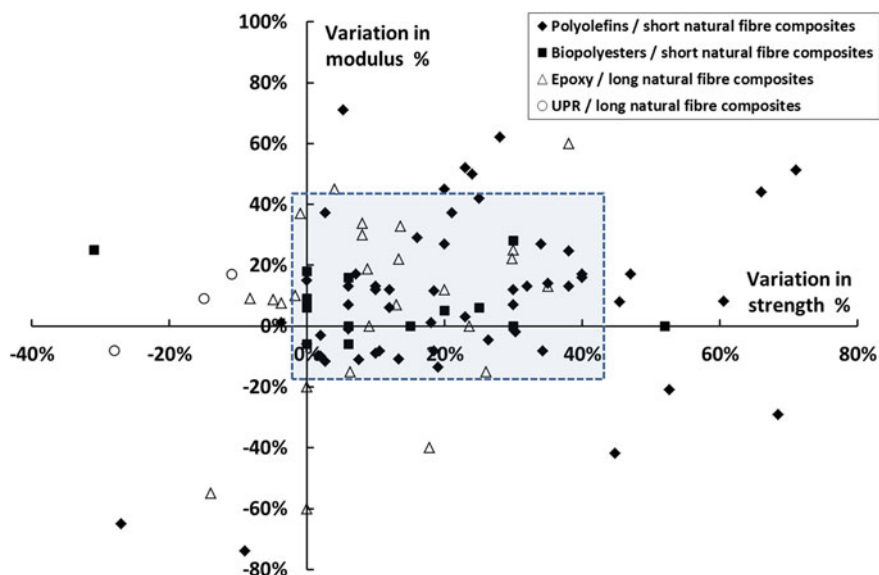 100%
80%
60%
40%
20%
0%
-20%
-40%
-60%
-80%
Variation in
modulus %
Polyolefins / short natural fibre composites
Biopolyesters / short natural fibre composites
Epoxy / long natural fibre composites
UPR / long natural fibre composites
Variation in
strength %
-40%
-20%
0%
20%
40%
60%
80%